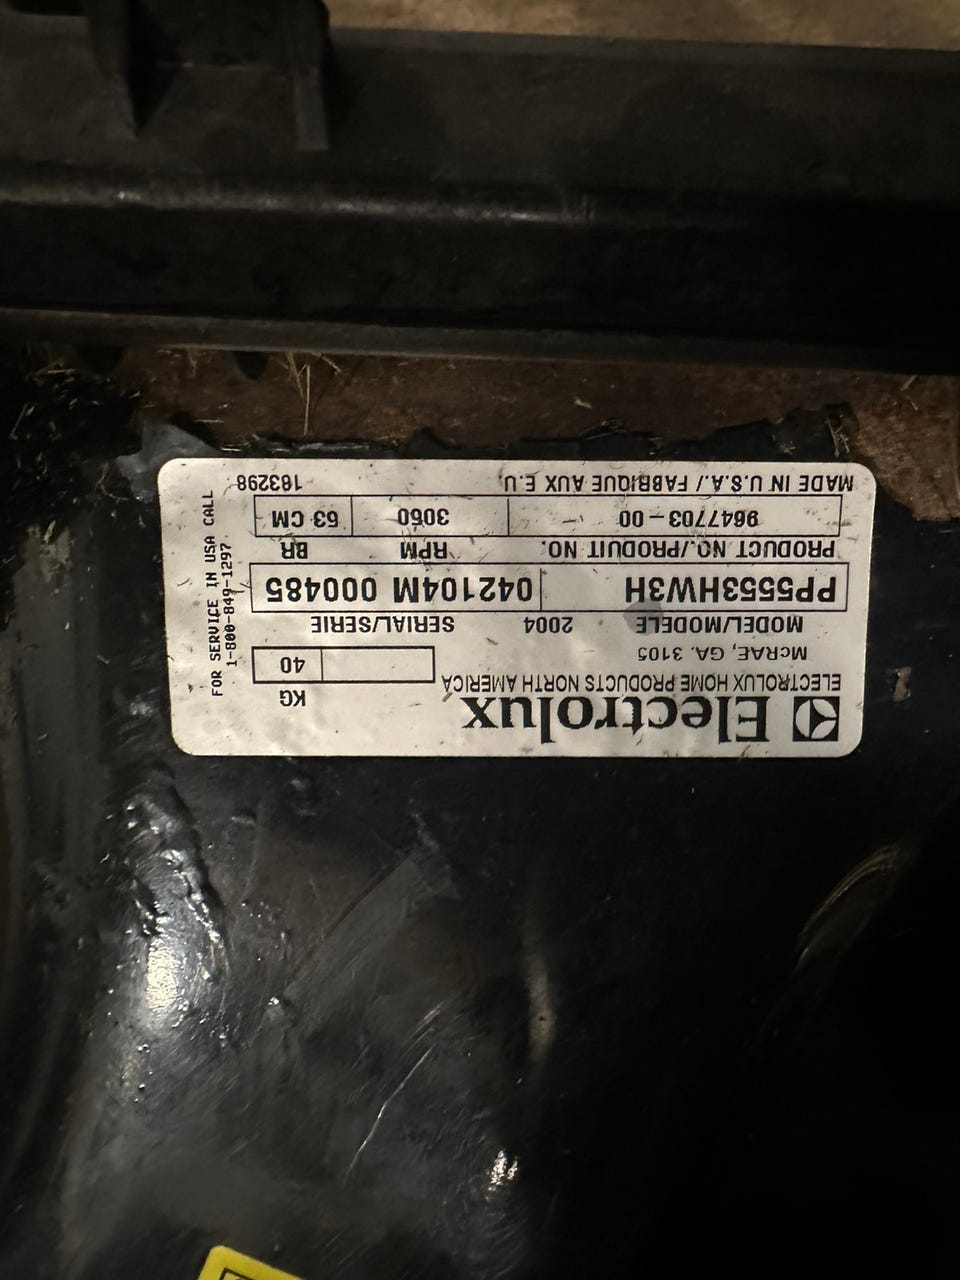 Electrolux
ELECTROLUX HOME PRODUCTS NORTH AMERICA
McRAE, GA. 3105
KG
40
MODEL/MODELE 2004 SERIAL/SERIE
PP5553HW3H 042104M 000485
PRODUCT NO./PRODUIT NO. RPM BR
9647703-00 3060 53 CM
MADE IN U.S.A./ FABRIQUE AUX E.U. 183298
FOR SERVICE IN USA CALL
1-800-849-1297